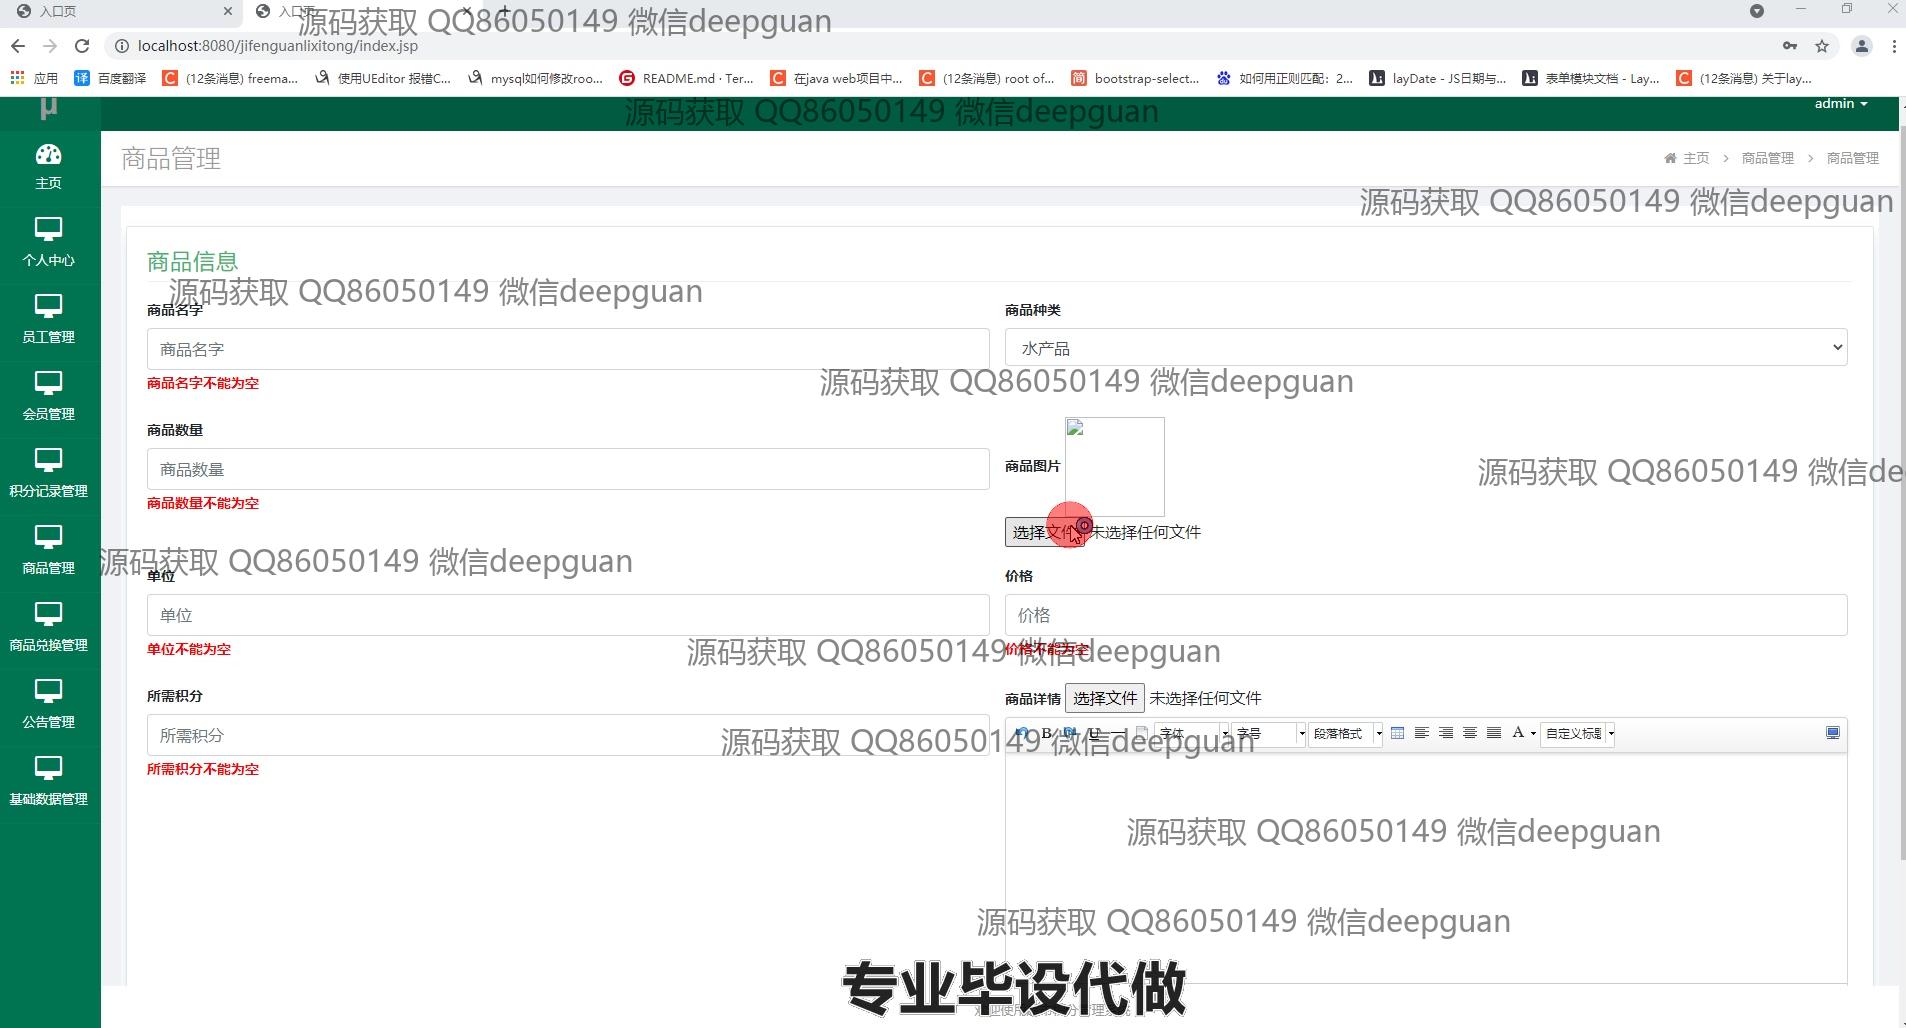 入口页
入口页
源码获取 QQ86050149 微信deepguan
localhost:8080/jifenguanlixitong/index.jsp
应用
百度翻译
(12条消息) freema...
使用UEditor 报错C...
mysql如何修改roo...
README.md · Ter...
在java web项目中...
(12条消息) root of...
bootstrap-select...
如何用正则匹配：2...
layDate - JS日期与...
表单模块文档 - Lay...
(12条消息) 关于lay...
μ
源码获取 QQ86050149 微信deepguan
admin
主页
商品管理
主页 > 商品管理 > 商品管理
源码获取 QQ86050149 微信deepguan
个人中心
商品信息
源码获取 QQ86050149 微信deepguan
商品名字
商品种类
员工管理
商品名字
水产品
商品名字不能为空
源码获取 QQ86050149 微信deepguan
会员管理
商品数量
商品图片
商品数量
源码获取 QQ86050149 微信de
积分记录管理
商品数量不能为空
选择文件 未选择任何文件
商品管理
源码获取 QQ86050149 微信deepguan
单位
价格
单位
价格
商品兑换管理
单位不能为空
价格不能为空
源码获取 QQ86050149 微信deepguan
所需积分
商品详情 选择文件 未选择任何文件
公告管理
所需积分
B U 字体 字号 段落格式 A 自定义标题
源码获取 QQ86050149 微信deepguan
所需积分不能为空
基础数据管理
源码获取 QQ86050149 微信deepguan
源码获取 QQ86050149 微信deepguan
专业毕设代做